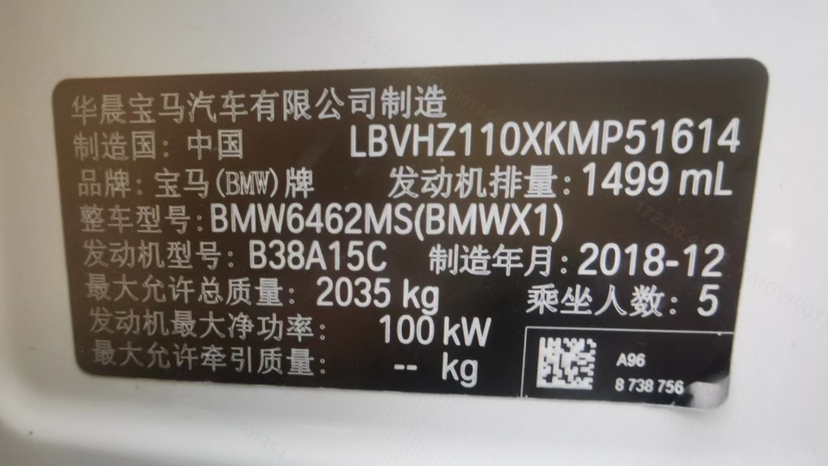 华晨宝马汽车有限公司制造
制造国: 中国 LBVHZ110XKMP51614
品牌: 宝马(BMW)牌 发动机排量: 1499 mL
整车型号: BMW6462MS(BMWX1)
发动机型号: B38A15C 制造年月: 2018-12
最大允许总质量: 2035 kg 乘坐人数: 5
发动机最大净功率: 100 kW
最大允许牵引质量: -- kg
A96
8 738 756